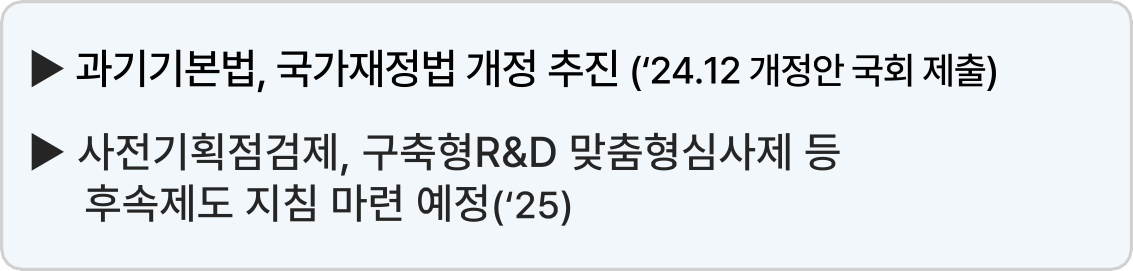 ▶ 과기기본법, 국가재정법 개정 추진 (‘24.12 개정안 국회 제출)
▶ 사전기획점검제, 구축형R&D 맞춤형심사제 등
후속제도 지침 마련 예정(‘25)